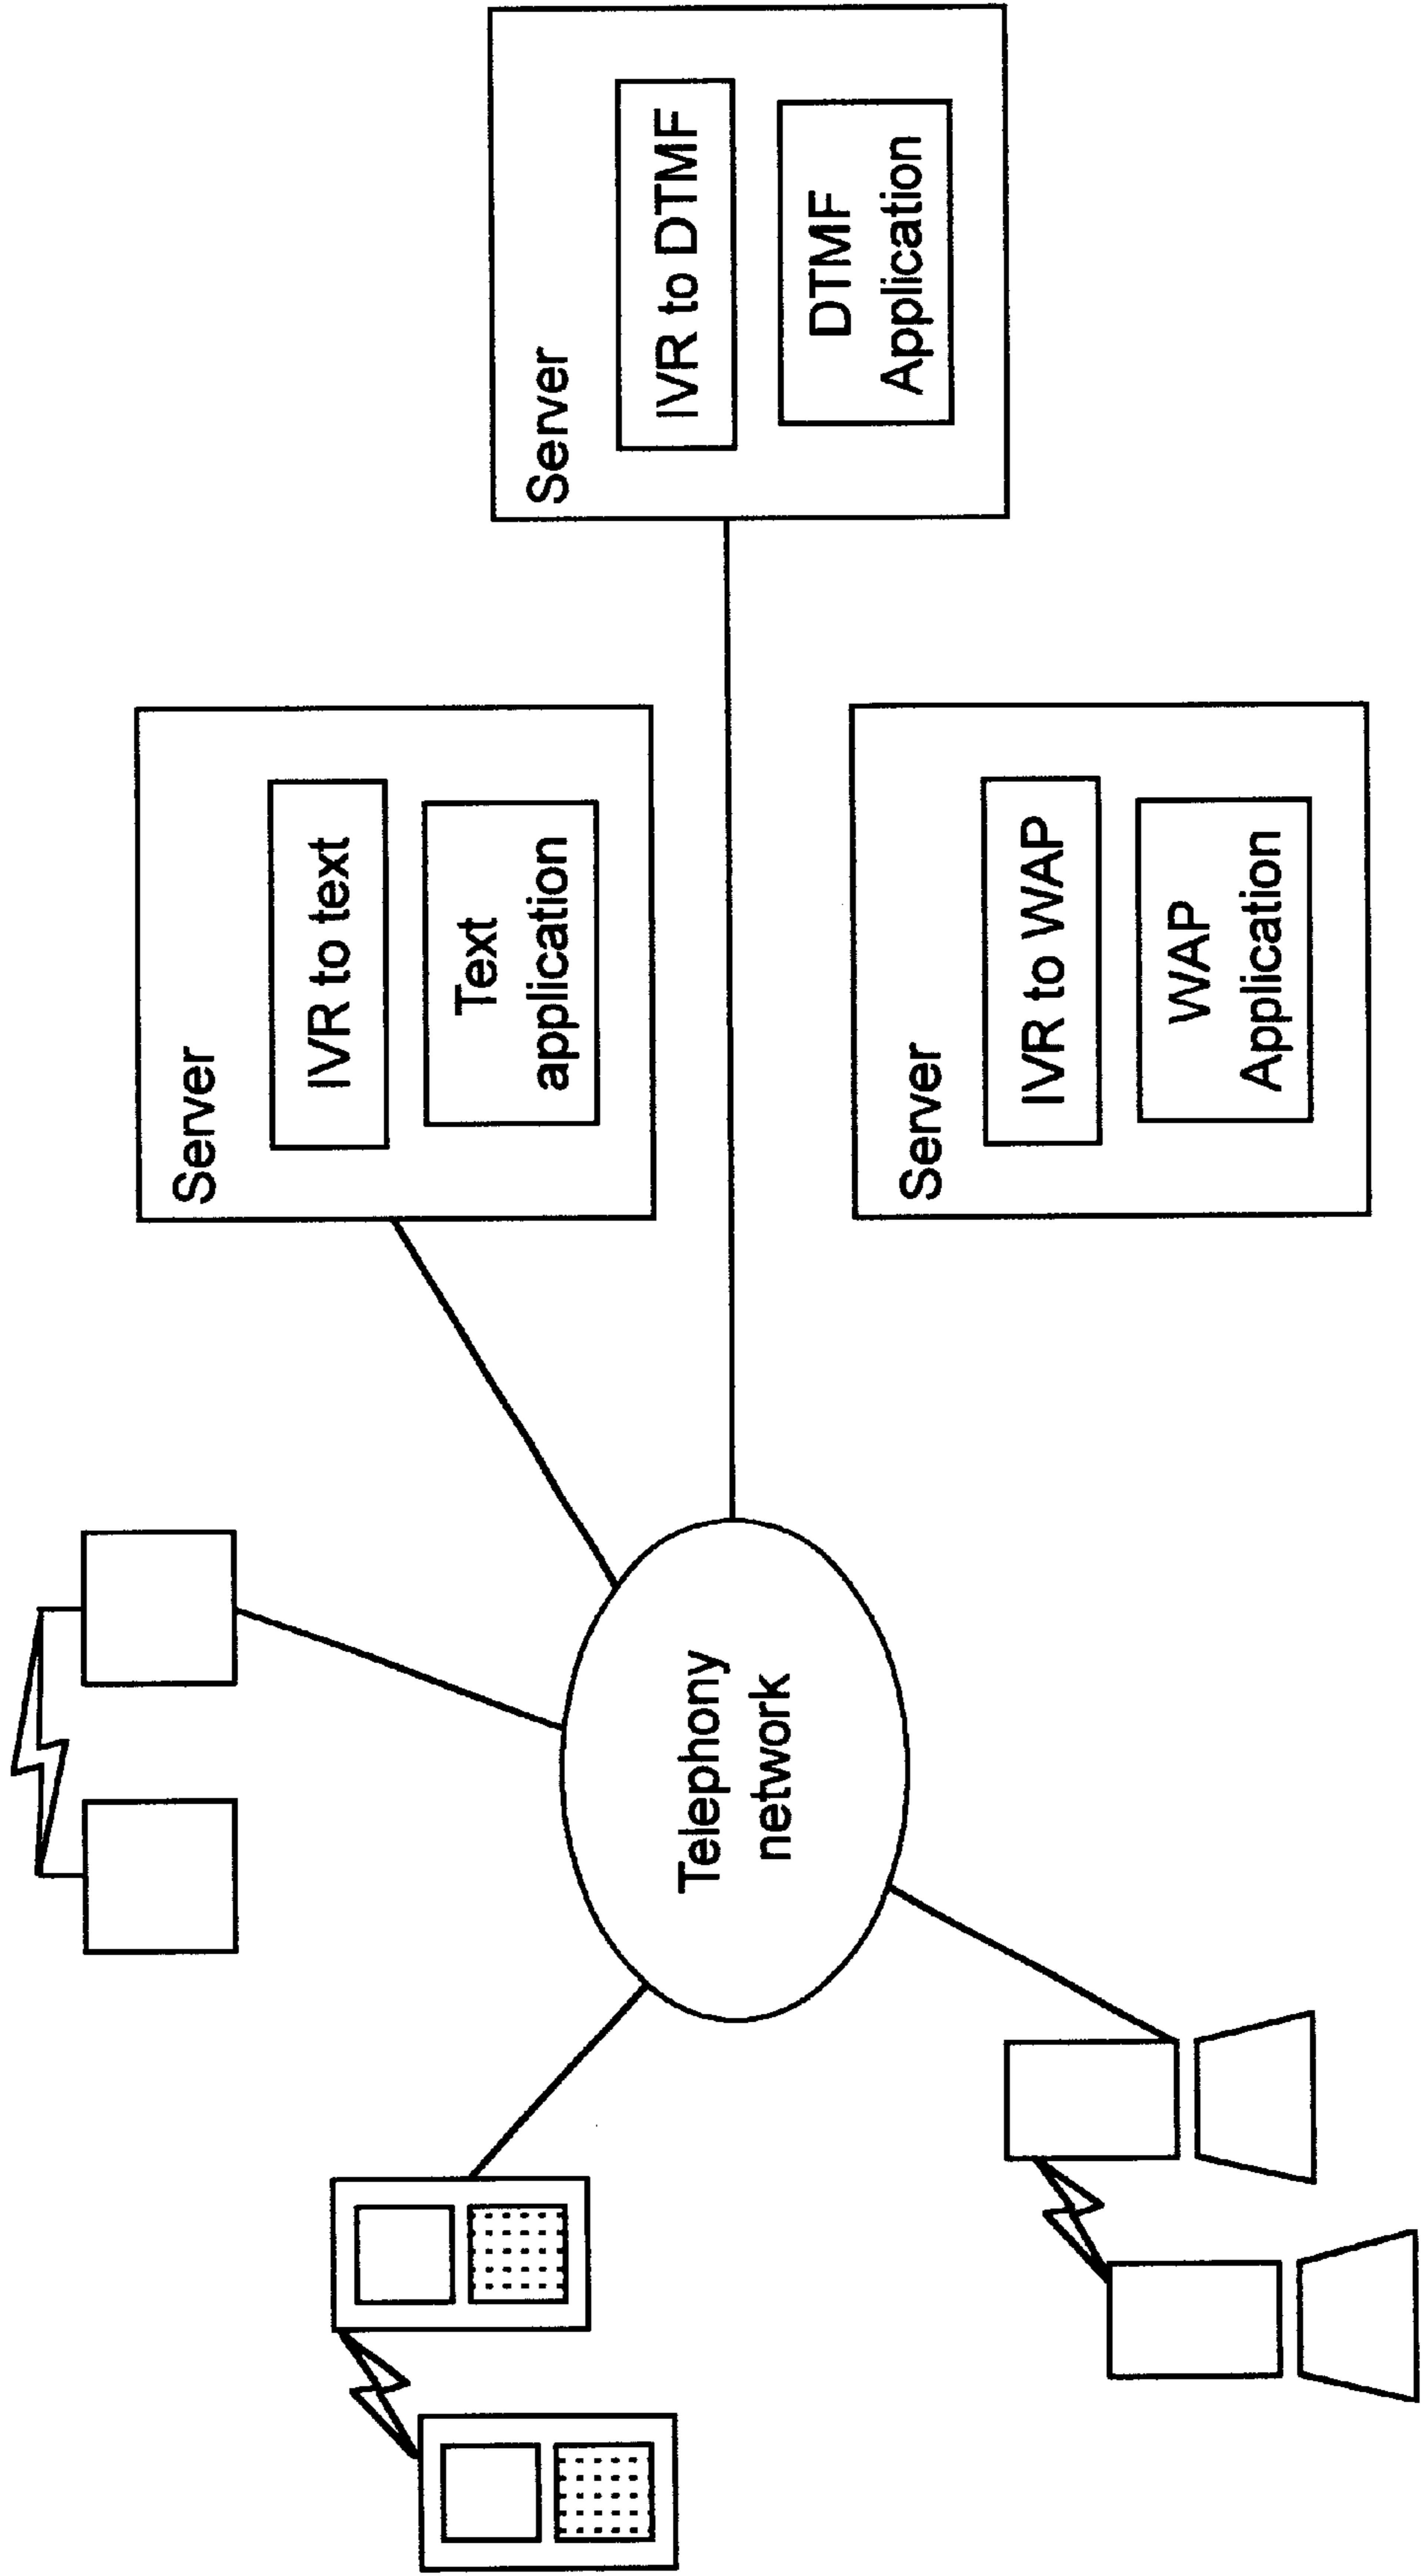 Server
IVR to text
Text
application
Server
IVR to DTMF
DTMF
Application
Telephony
network
Server
IVR to WAP
WAP
Application